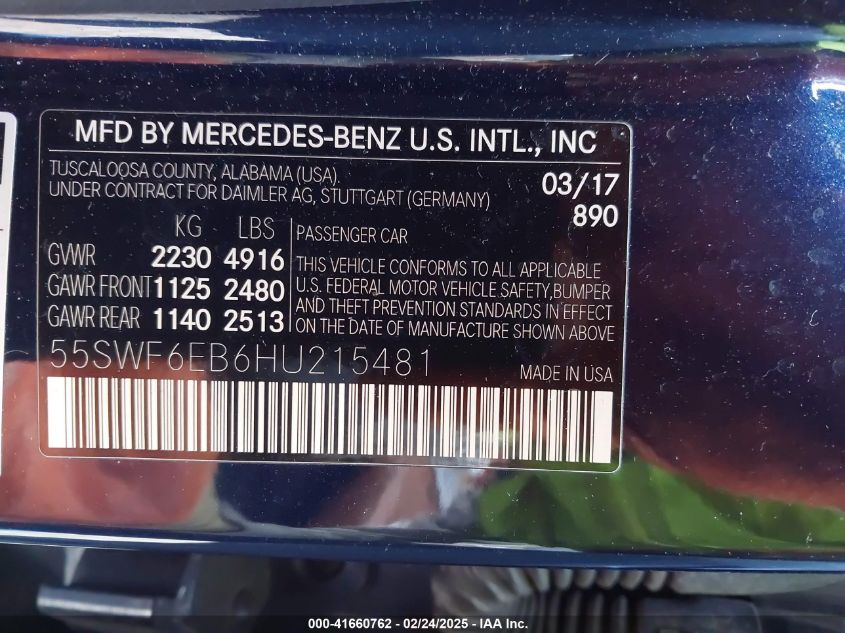 MFD BY MERCEDES-BENZ U.S. INTL., INC
TUSCALOOSA COUNTY, ALABAMA (USA).
UNDER CONTRACT FOR DAIMLER AG, STUTTGART (GERMANY)
03/17
890
KG LBS
GVWR 2230 4916
GAWR FRONT 1125 2480
GAWR REAR 1140 2513
PASSENGER CAR
THIS VEHICLE CONFORMS TO ALL APPLICABLE
U.S. FEDERAL MOTOR VEHICLE SAFETY, BUMPER
AND THEFT PREVENTION STANDARDS IN EFFECT
ON THE DATE OF MANUFACTURE SHOWN ABOVE.
55SWF6EB6HU215481
MADE IN USA
000-41660762 - 02/24/2025 - IAA Inc.